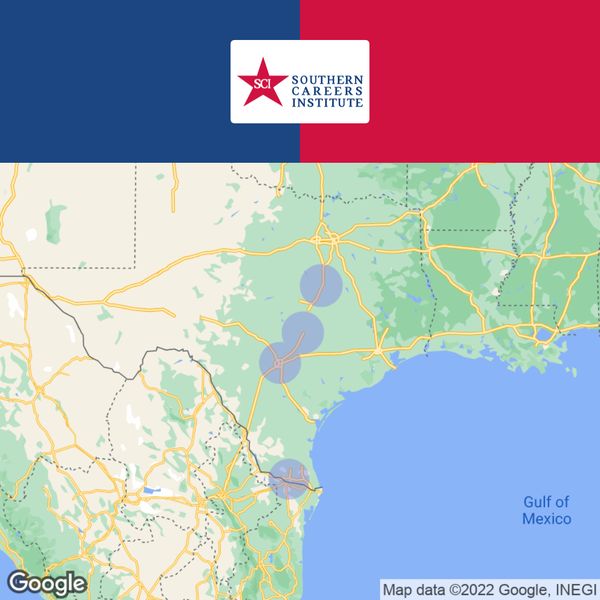 SCI
SOUTHERN
CAREERS
INSTITUTE
Gulf of
Mexico
Google
Map data ©2022 Google, INEGI